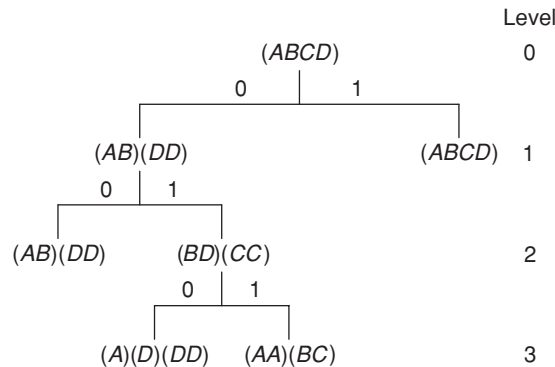 Level
(ABCD) 0
0 1
(AB)(DD) (ABCD) 1
0 1
(AB)(DD) (BD)(CC) 2
0 1
(A)(D)(DD) (AA)(BC) 3